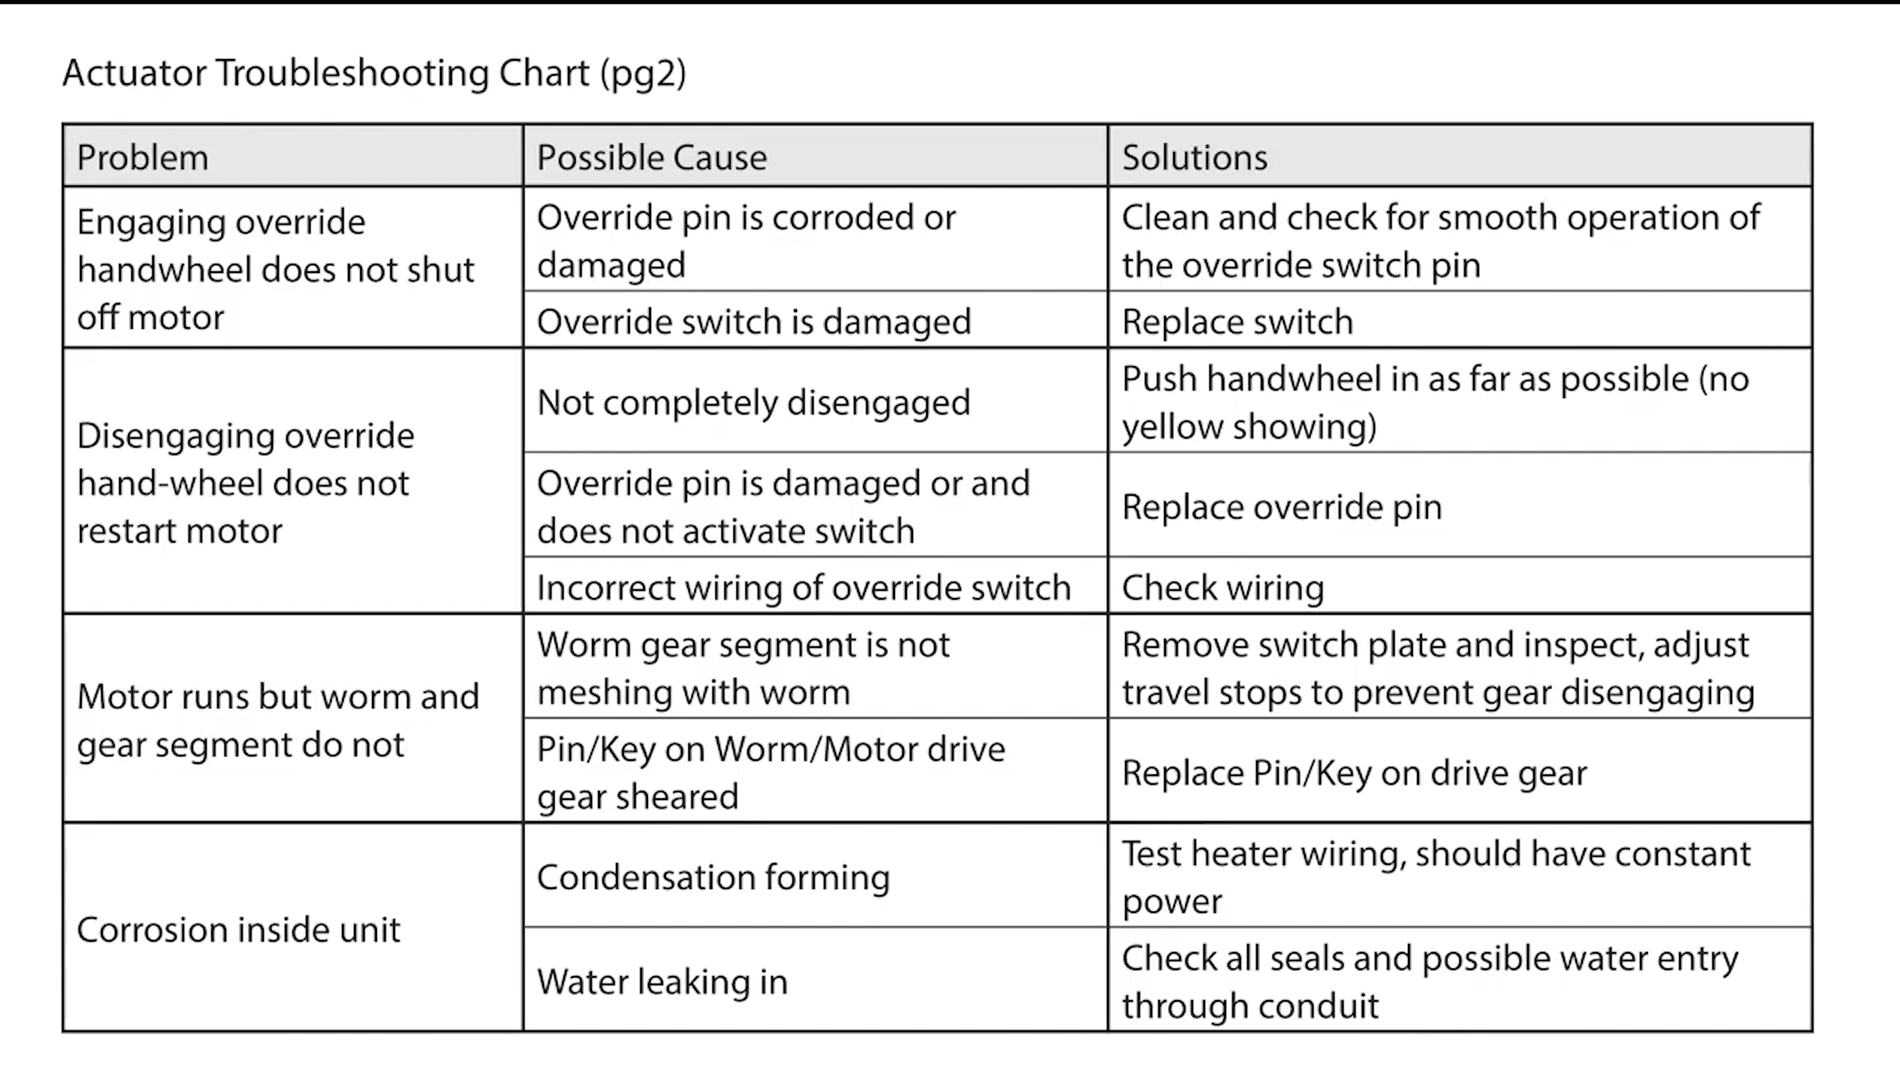 Actuator Troubleshooting Chart (pg2)
Problem
Possible Cause
Solutions
Engaging override
handwheel does not shut
off motor
Override pin is corroded or
damaged
Clean and check for smooth operation of
the override switch pin
Override switch is damaged
Replace switch
Disengaging override
hand-wheel does not
restart motor
Not completely disengaged
Push handwheel in as far as possible (no
yellow showing)
Override pin is damaged or and
does not activate switch
Replace override pin
Incorrect wiring of override switch
Check wiring
Motor runs but worm and
gear segment do not
Worm gear segment is not
meshing with worm
Remove switch plate and inspect, adjust
travel stops to prevent gear disengaging
Pin/Key on Worm/Motor drive
gear sheared
Replace Pin/Key on drive gear
Corrosion inside unit
Condensation forming
Test heater wiring, should have constant
power
Water leaking in
Check all seals and possible water entry
through conduit